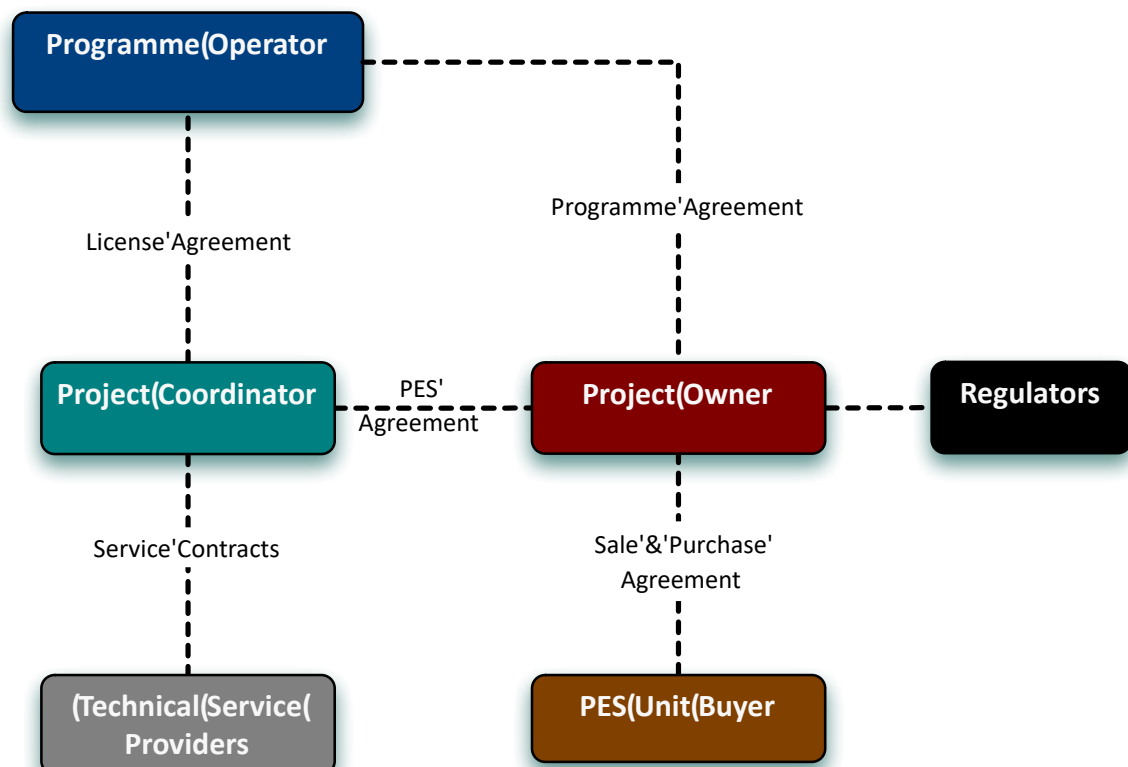 Programme(Operator
Programme'Agreement
License'Agreement
Project(Coordinator
PES'
Agreement
Project(Owner
Regulators
Service'Contracts
Sale'&'Purchase'
Agreement
(Technical(Service(
Providers
PES(Unit(Buyer